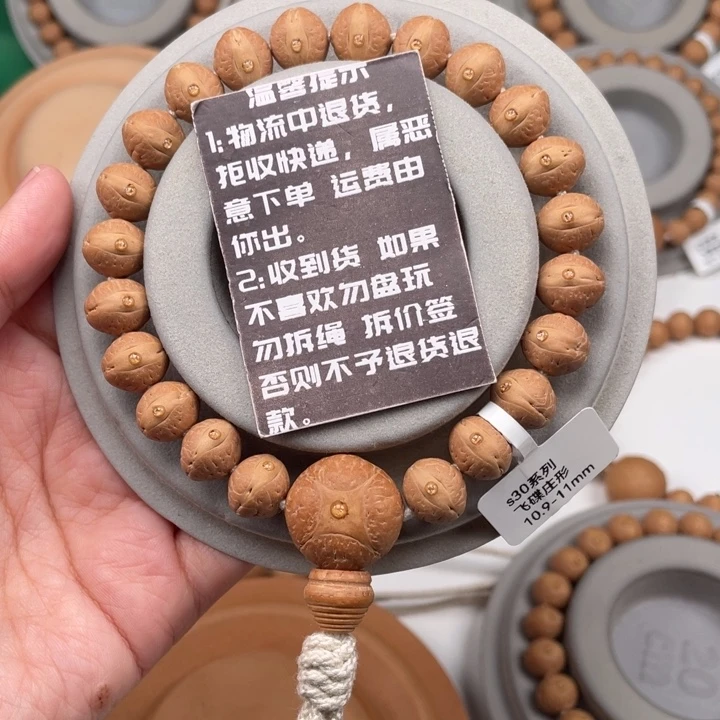 温馨提示
1:物流中退货,
拒收快递，属恶
意下单 运费由
你出。
2:收到货 如果
不喜欢勿盘玩
勿拆绳 拆价签
否则不予退货退
款。
s30系列
飞碟庄形
10.9-11mm
20